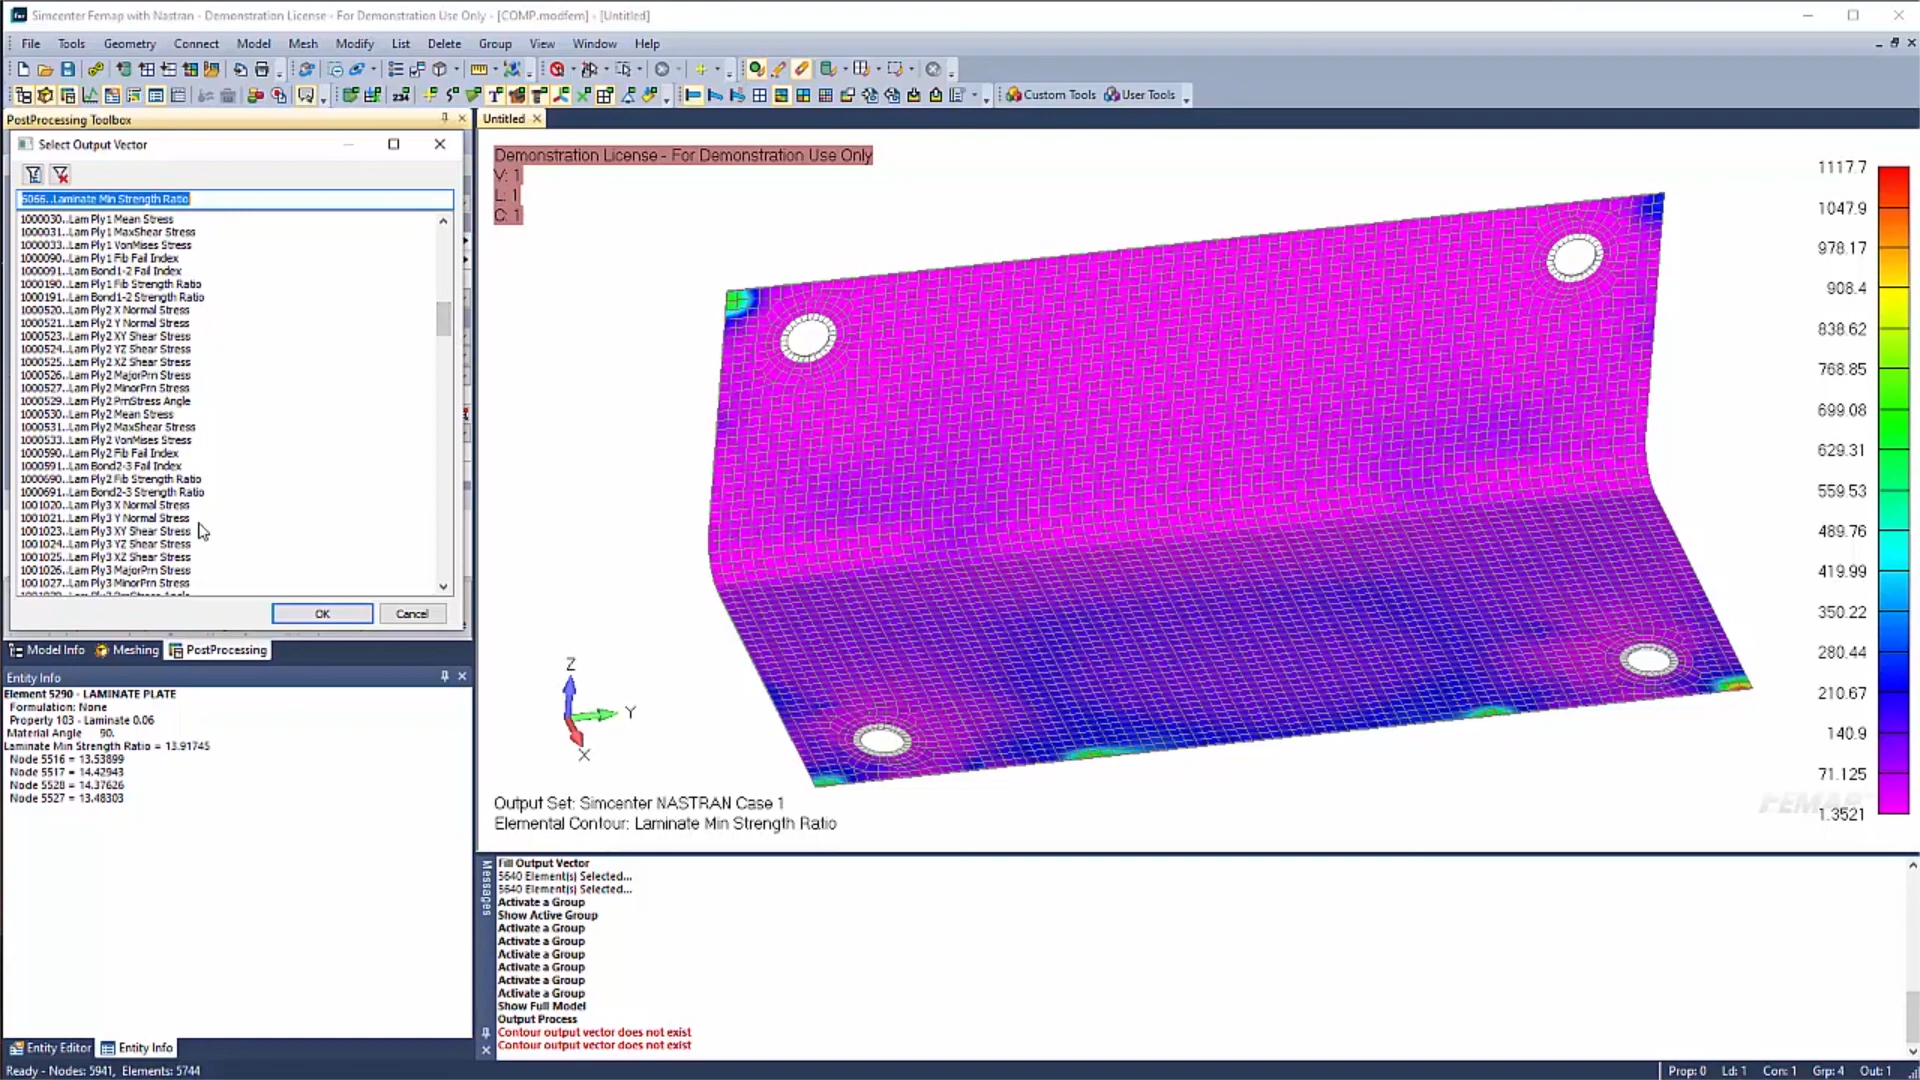 Simcenter Femap with Nastran - Demonstration License - For Demonstration Use Only - [COMP.modfem] - [Untitled]
File Tools Geometry Connect Model Mesh Modify List Delete Group View Window Help
Custom Tools User Tools
PostProcessing Toolbox
Untitled
Select Output Vector
6066..Laminate Min Strength Ratio
1000030..Lam Ply1 Mean Stress
1000031..Lam Ply1 MaxShear Stress
1000033..Lam Ply1 VonMises Stress
1000090..Lam Ply1 Fib Fail Index
1000091..Lam Bond1-2 Fail Index
1000190..Lam Ply1 Fib Strength Ratio
1000191..Lam Bond1-2 Strength Ratio
1000520..Lam Ply2 X Normal Stress
1000521..Lam Ply2 Y Normal Stress
1000523..Lam Ply2 XY Shear Stress
1000524..Lam Ply2 YZ Shear Stress
1000525..Lam Ply2 XZ Shear Stress
1000526..Lam Ply2 MajorPrn Stress
1000527..Lam Ply2 MinorPrn Stress
1000529..Lam Ply2 PrnStress Angle
1000530..Lam Ply2 Mean Stress
1000531..Lam Ply2 MaxShear Stress
1000533..Lam Ply2 VonMises Stress
1000590..Lam Ply2 Fib Fail Index
1000591..Lam Bond2-3 Fail Index
1000690..Lam Ply2 Fib Strength Ratio
1000691..Lam Bond2-3 Strength Ratio
1001020..Lam Ply3 X Normal Stress
1001021..Lam Ply3 Y Normal Stress
1001023..Lam Ply3 XY Shear Stress
1001024..Lam Ply3 YZ Shear Stress
1001025..Lam Ply3 XZ Shear Stress
1001026..Lam Ply3 MajorPrn Stress
1001027..Lam Ply3 MinorPrn Stress
OK Cancel
Model Info Meshing PostProcessing
Entity Info
Element 5290 - LAMINATE PLATE
Formulation: None
Property 103 - Laminate 0.06
Material Angle 90.
Laminate Min Strength Ratio = 13.91745
Node 5516 = 13.53899
Node 5517 = 14.42943
Node 5528 = 14.37626
Node 5527 = 13.48303
Entity Editor Entity Info
Demonstration License - For Demonstration Use Only
V: 1
L: 1
C: 1
1117.7
1047.9
978.17
908.4
838.62
768.85
699.08
629.31
559.53
489.76
419.99
350.22
280.44
210.67
140.9
71.125
1.3521
FEMAP
Z
Y
X
Output Set: Simcenter NASTRAN Case 1
Elemental Contour: Laminate Min Strength Ratio
Messages
Fill Output Vector
5640 Element(s) Selected...
5640 Element(s) Selected...
Activate a Group
Show Active Group
Activate a Group
Activate a Group
Activate a Group
Activate a Group
Activate a Group
Activate a Group
Show Full Model
Output Process
Contour output vector does not exist
Contour output vector does not exist
Ready - Nodes: 5941, Elements: 5744
Prop: 0 Ld: 1 Con: 1 Grp: 4 Out: 1